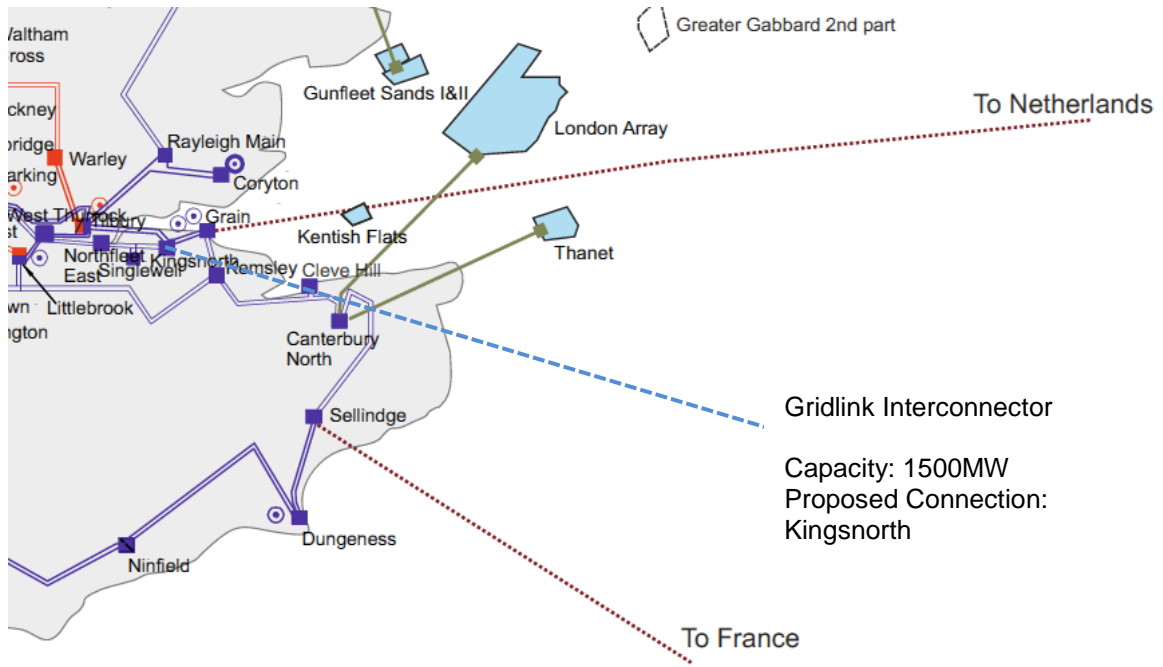 Greater Gabbard 2nd part
Waltham
Cross
Gunfleet Sands I&II
To Netherlands
London Array
Rayleigh Main
Warley
Coryton
West Thurrock
Tilbury
Grain
Kentish Flats
Thanet
Northfleet
East
Singlewell
Kingsnorth
Kemsley
Cleve Hill
Littlebrook
Canterbury
North
Sellindge
Gridlink Interconnector
Capacity: 1500MW
Proposed Connection:
Kingsnorth
Dungeness
Ninfield
To France